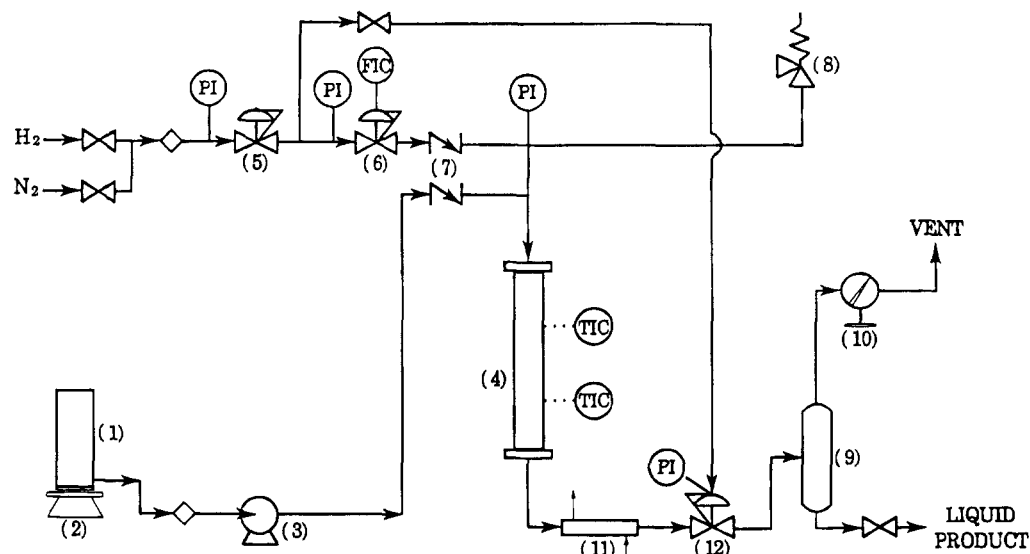 FIC
(8)
PI
PI
PI
H2
(5)
(6)
(7)
N2
VENT
TIC
(10)
(4)
TIC
(1)
PI
(9)
(2)
(3)
(11)
(12)
LIQUID
PRODUCT